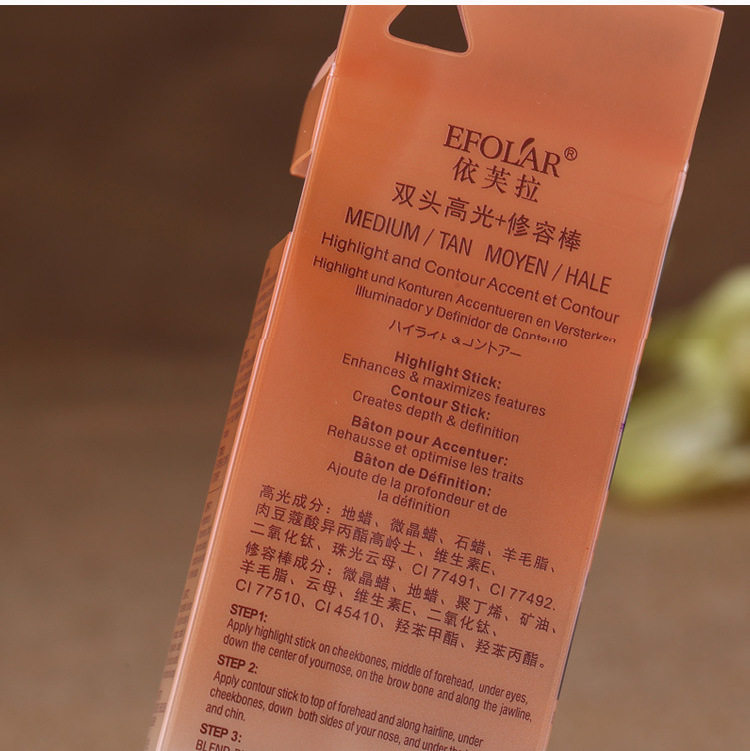 EFOLAR®
依芙拉
双头高光+修容棒
MEDIUM / TAN MOYEN / HALE
Highlight and Contour Accent et Contour
Highlight und Konturen Accentueren en Versterken
Illuminador y Definidor de Contorno
ハイライト&コントアー
Highlight Stick:
Enhances & maximizes features
Contour Stick:
Creates depth & definition
Bâton pour Accentuer:
Rehausse et optimise les traits
Bâton de Définition:
Ajoute de la profondeur et de
la définition
高光成分：地蜡、微晶蜡、石蜡、羊毛脂、
肉豆蔻酸异丙酯高岭土、维生素E、
二氧化钛、珠光云母、CI 77491、CI 77492.
修容棒成分：微晶蜡、地蜡、聚丁烯、矿油、
羊毛脂、云母、维生素E、二氧化钛、
CI 77510、CI 45410、羟苯甲酯、羟苯丙酯。
STEP1:
Apply highlight stick on cheekbones, middle of forehead, under eyes,
down the center of yournose, on the brow bone and along the jawline,
STEP 2:
Apply contour stick to top of forehead and along hairline, under
cheekbones, down both sides of your nose, and under the
and chin.
STEP 3: